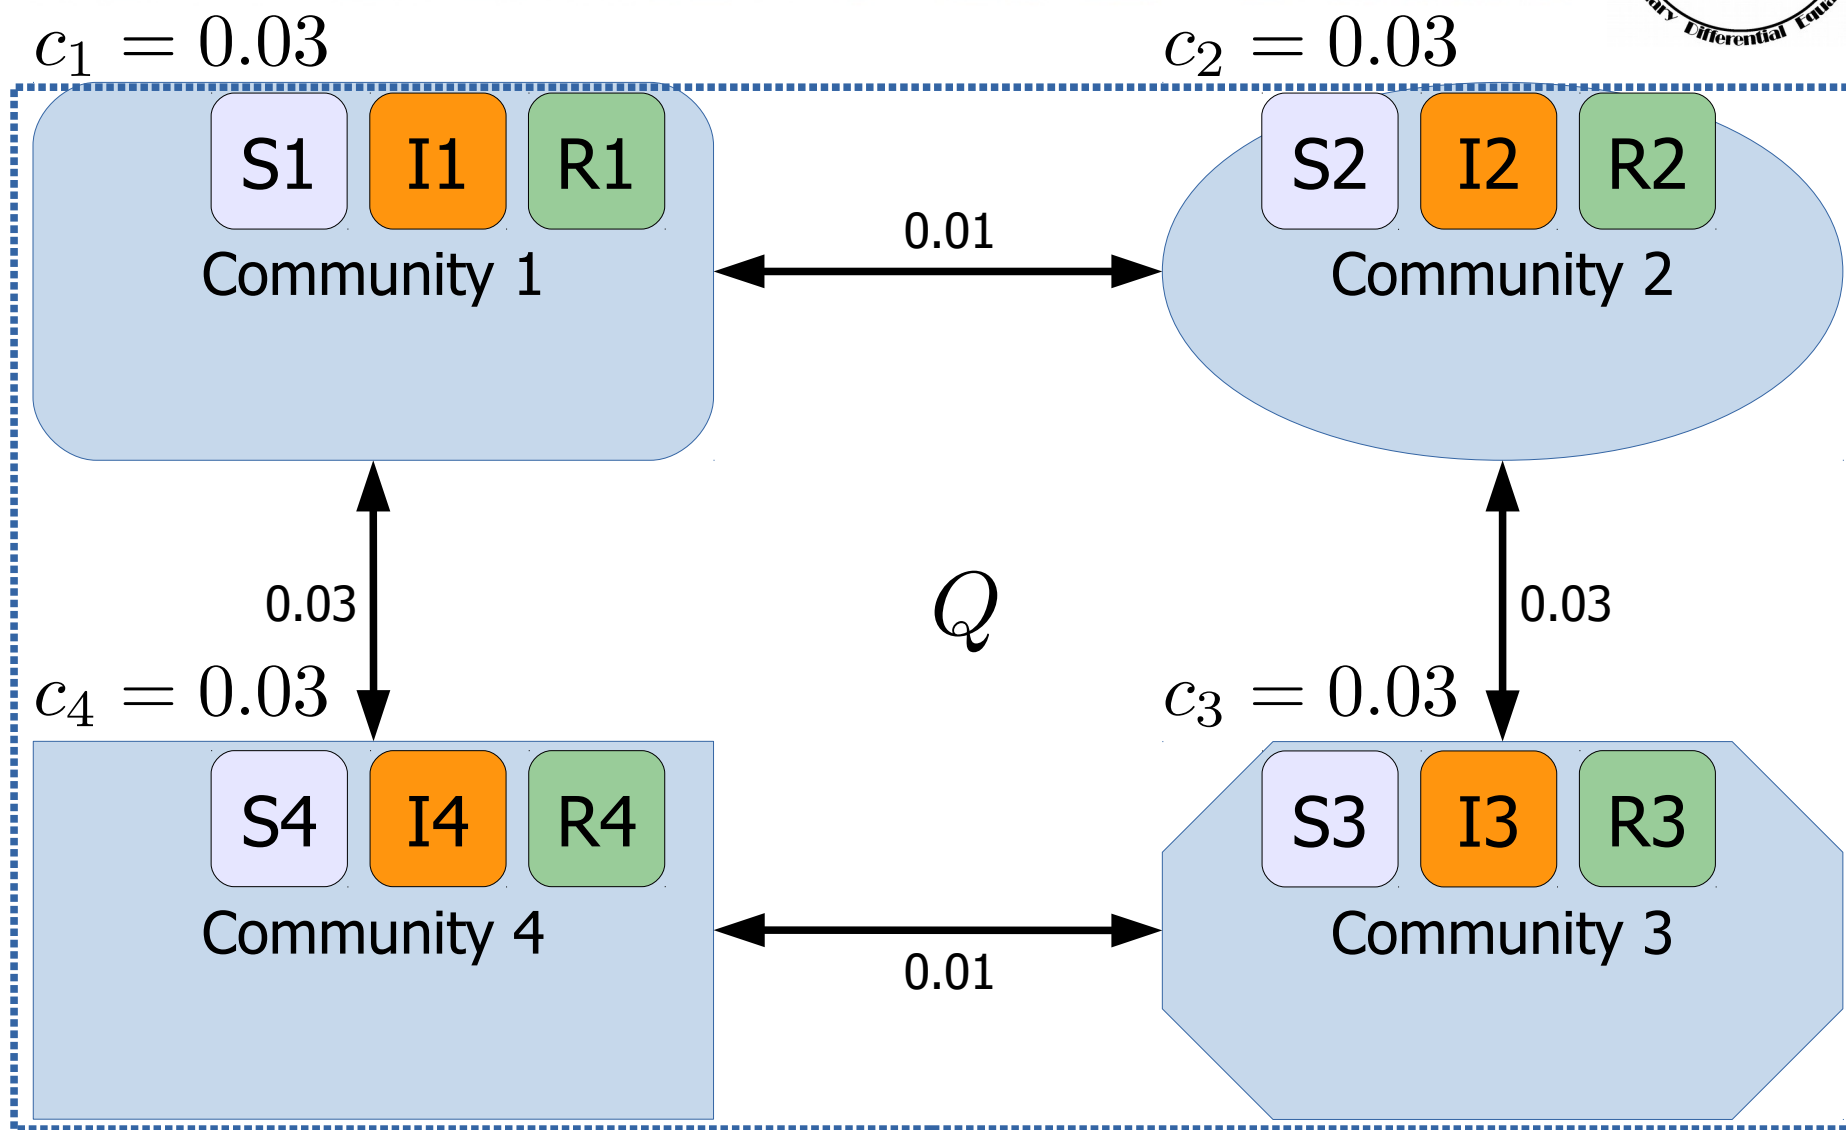 Differential
c₁ = 0.03
c₂ = 0.03
S1 I1 R1
S2 I2 R2
0.01
Community 1
Community 2
0.03
Q
0.03
c₄ = 0.03
c₃ = 0.03
S4 I4 R4
S3 I3 R3
Community 4
Community 3
0.01